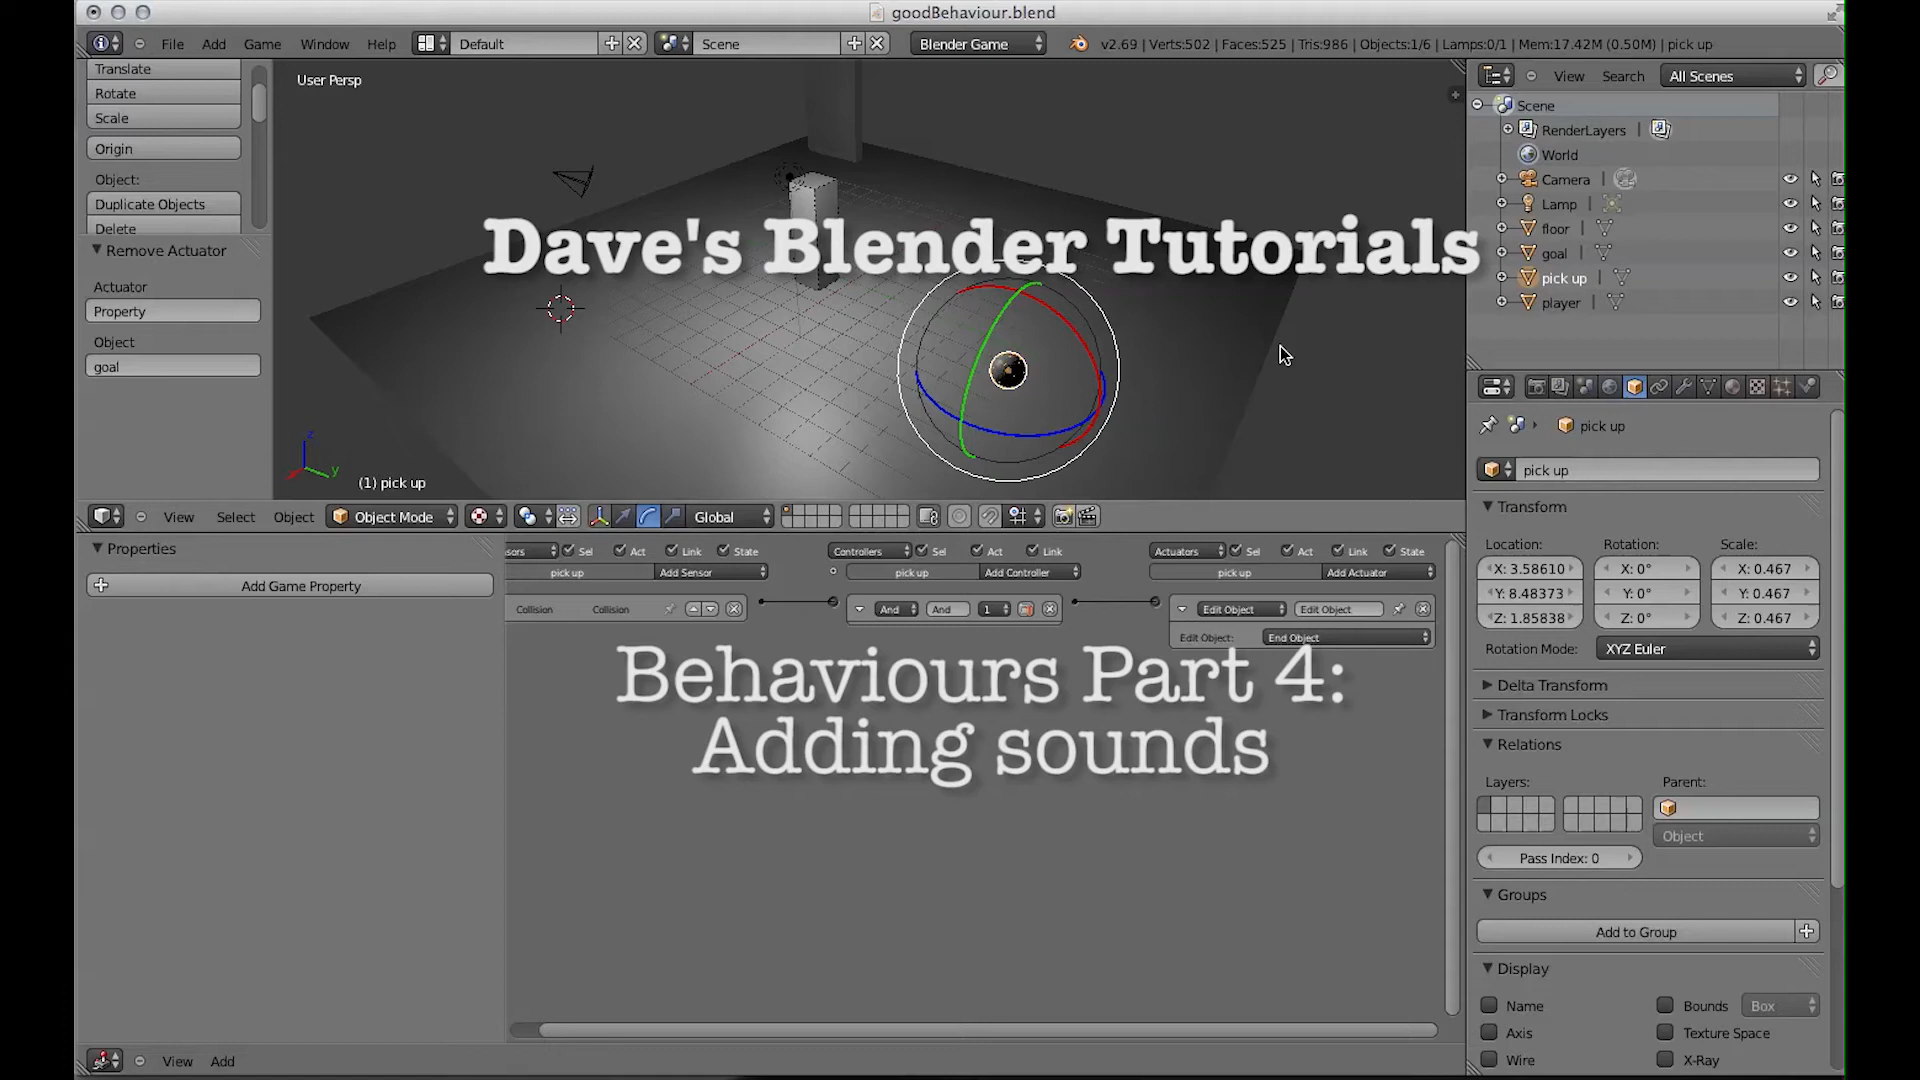 goodBehaviour.blend
File Add Game Window Help Default Scene Blender Game v2.69 | Verts:502 | Faces:525 | Tris:986 | Objects:1/6 | Lamps:0/1 | Mem:17.42M (0.50M) | pick up
Translate
Rotate
Scale
Origin
Object:
Duplicate Objects
Delete
Remove Actuator
Actuator
Property
Object
goal
User Persp
(1) pick up
Dave's Blender Tutorials
View Search All Scenes
Scene
RenderLayers
World
Camera
Lamp
floor
goal
pick up
player
View Select Object Object Mode Global
Properties
Add Game Property
sors Sel Act Link State Controllers Sel Act Link Actuators Sel Act Link State
pick up Add Sensor pick up Add Controller pick up Add Actuator
Collision Collision And And 1 Edit Object Edit Object
Edit Object: End Object
Behaviours Part 4:
Adding sounds
View Add
pick up
pick up
Transform
Location: Rotation: Scale:
X: 3.58610 X: 0° X: 0.467
Y: 8.48373 Y: 0° Y: 0.467
Z: 1.85838 Z: 0° Z: 0.467
Rotation Mode: XYZ Euler
Delta Transform
Transform Locks
Relations
Layers: Parent:
Object
Pass Index: 0
Groups
Add to Group
Display
Name Bounds Box
Axis Texture Space
Wire X-Ray